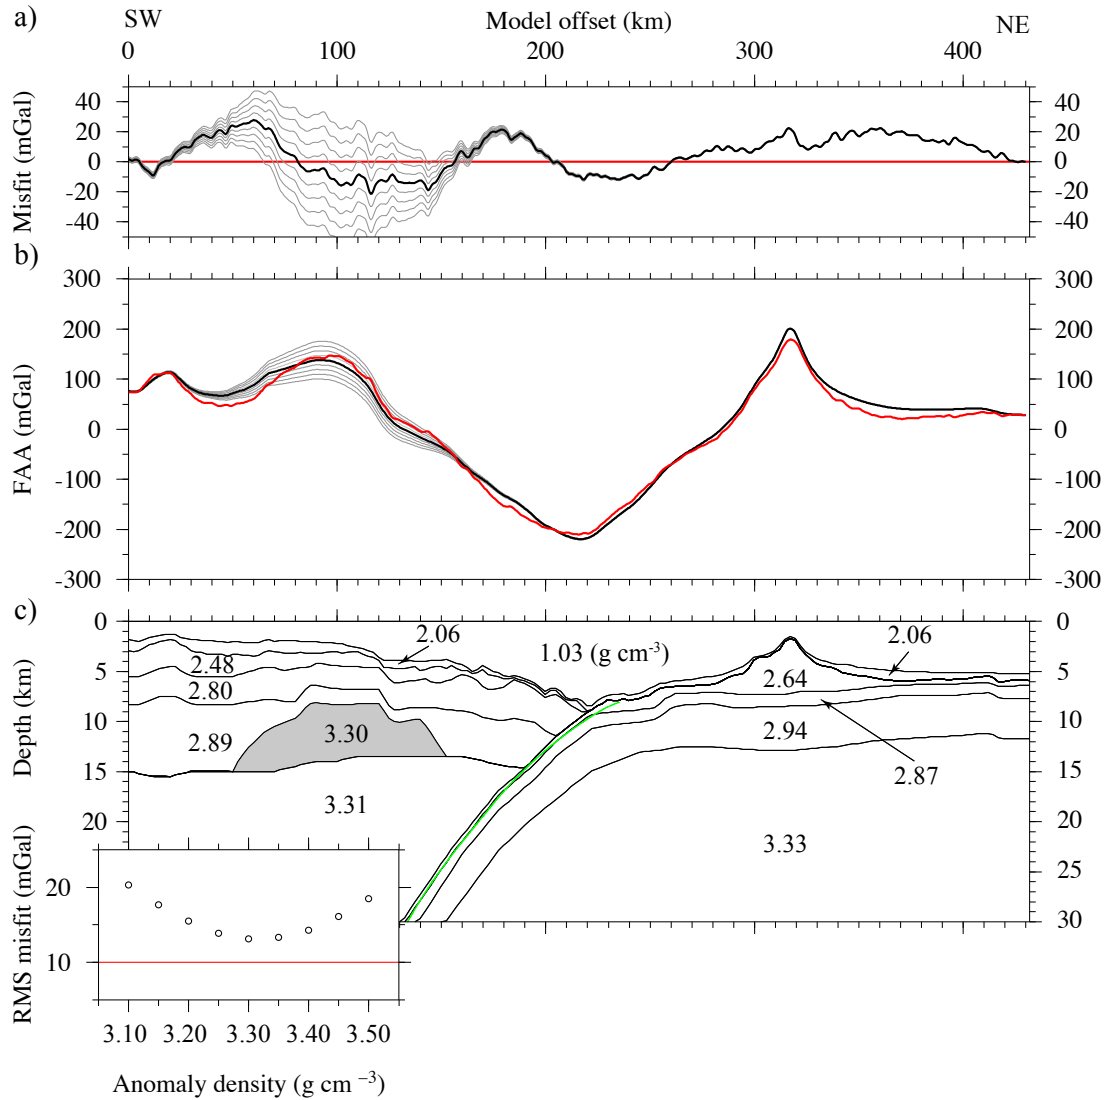 a)
SW
Model offset (km)
NE
0 100 200 300 400
Misfit (mGal)
40 40
20 20
0 0
-20 -20
-40 -40
b)
FAA (mGal)
300 300
200 200
100 100
0 0
-100 -100
-200 -200
-300 -300
c)
Depth (km)
0 0
5 5
10 10
15 15
20 20
25
30
2.06
1.03 (g cm-3)
2.06
2.48
2.64
2.80
2.89
3.30
2.94
2.87
3.31
3.33
RMS misfit (mGal)
20
10
3.10 3.20 3.30 3.40 3.50
Anomaly density (g cm −3)